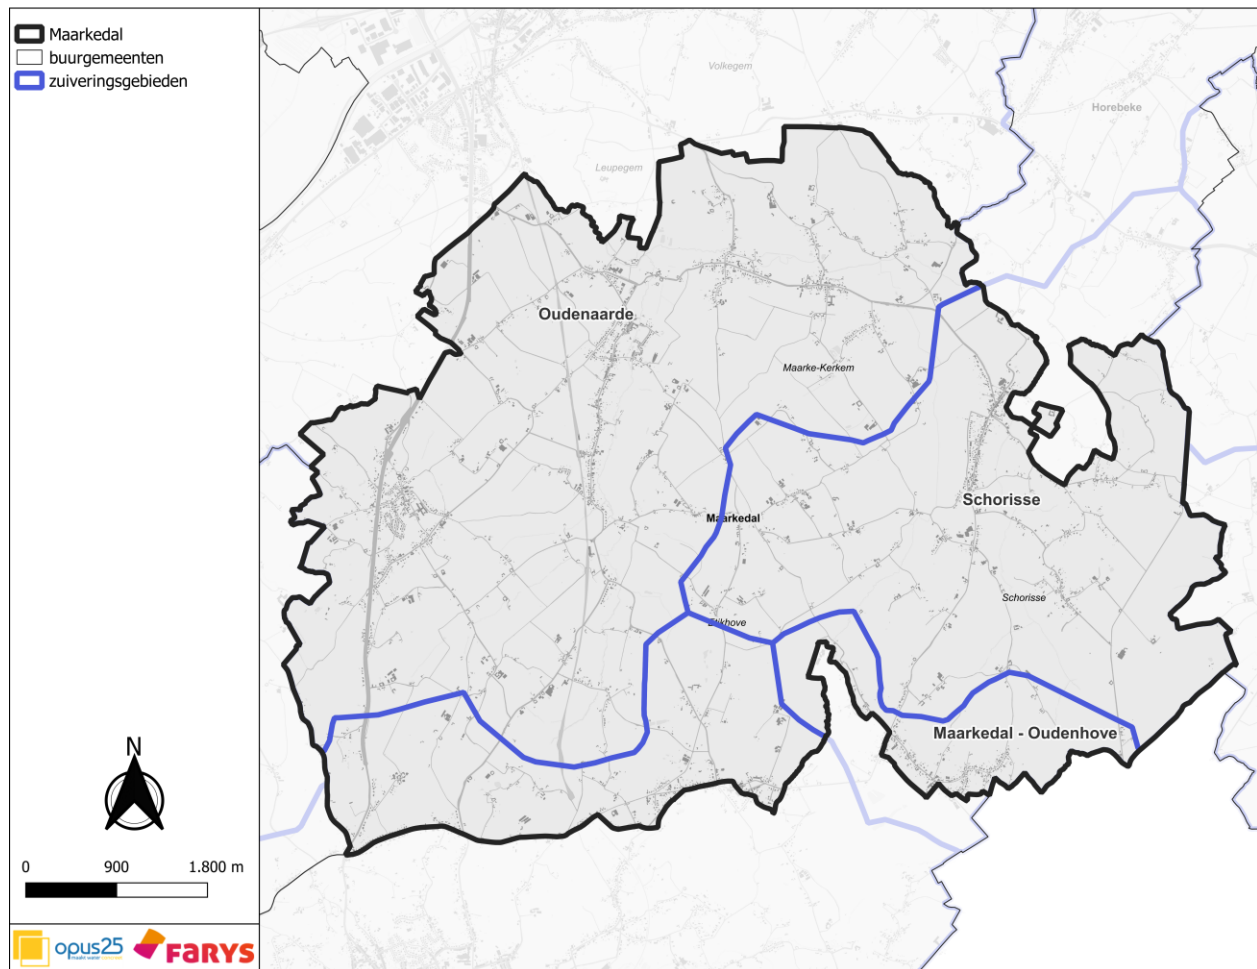 Maarkedal
buurgemeenten
zuiveringsgebieden
Volkegem
Horebeke
Leupegem
Oudenaarde
Maarke-Kerkem
Schorisse
Maarkedal
Schorisse
Etikhove
Maarkedal - Oudenhove
N
0 900 1.800 m
opus25
FARYS